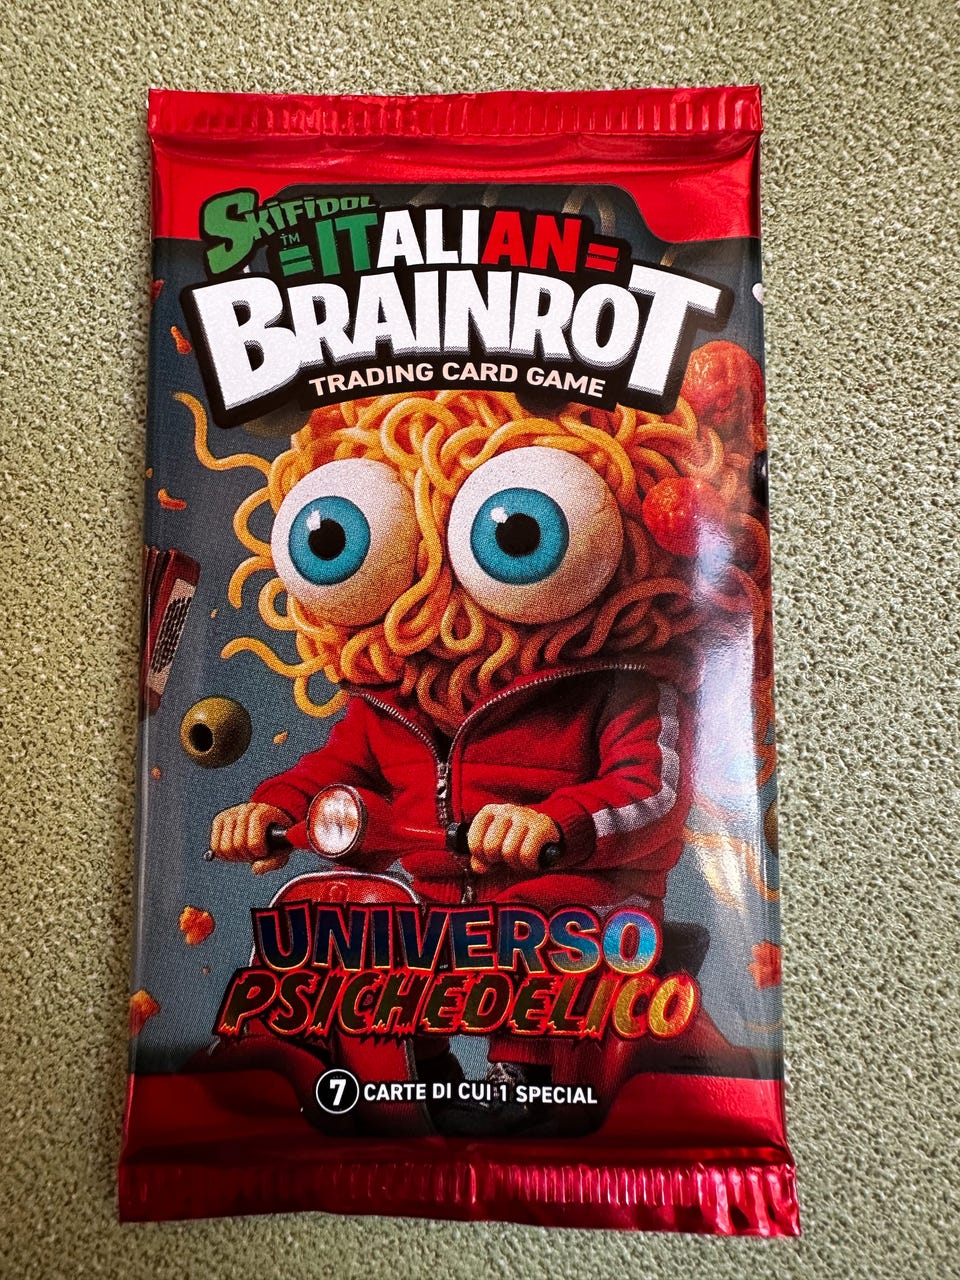 SKIFIDOL
TM
=ITALIAN=
BRAINROT
TRADING CARD GAME
UNIVERSO
PSICHEDELICO
7 CARTE DI CUI 1 SPECIAL